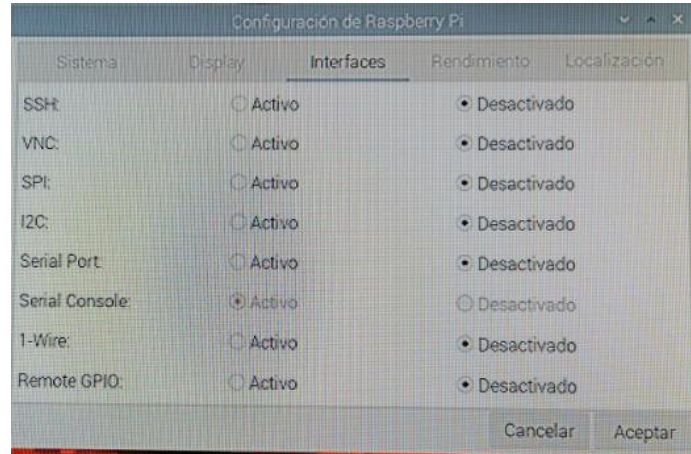 Configuración de Raspberry Pi
Sistema Display Interfaces Rendimiento Localización
SSH: Activo Desactivado
VNC: Activo Desactivado
SPI: Activo Desactivado
I2C: Activo Desactivado
Serial Port: Activo Desactivado
Serial Console: Activo Desactivado
1-Wire: Activo Desactivado
Remote GPIO: Activo Desactivado
Cancelar Aceptar